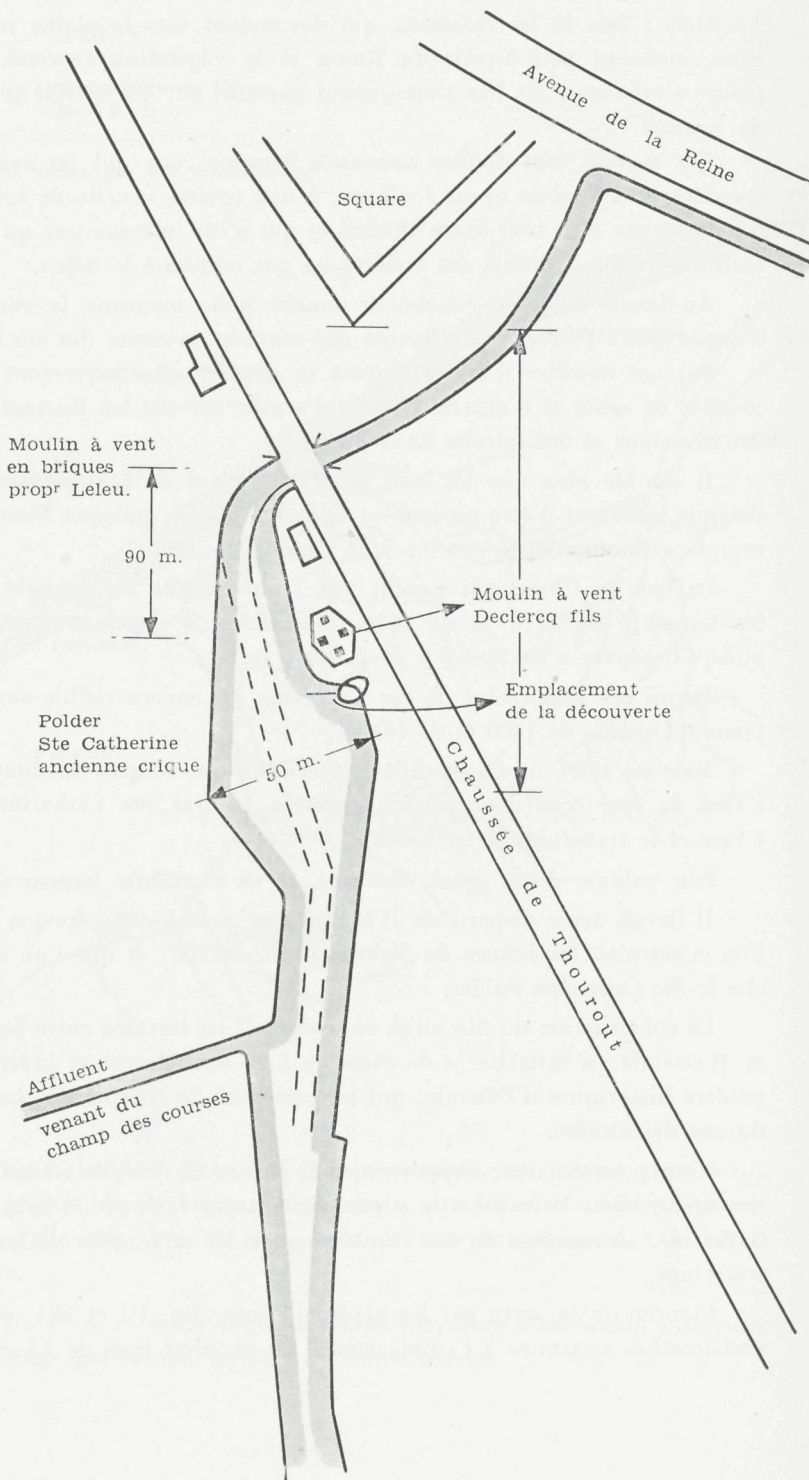 Avenue de la Reine
Square
Moulin à vent
en briques
propr Leleu.
90 m.
Moulin à vent
Declercq fils
Emplacement
de la découverte
Polder
Ste Catherine
ancienne crique
50 m.
Chaussée de Thourout
Affluent
venant du
champ des courses